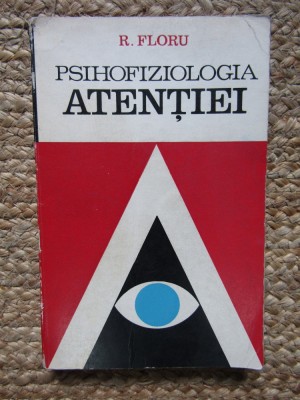 R. FLORU
PSIHOFIZIOLOGIA
ATENȚIEI